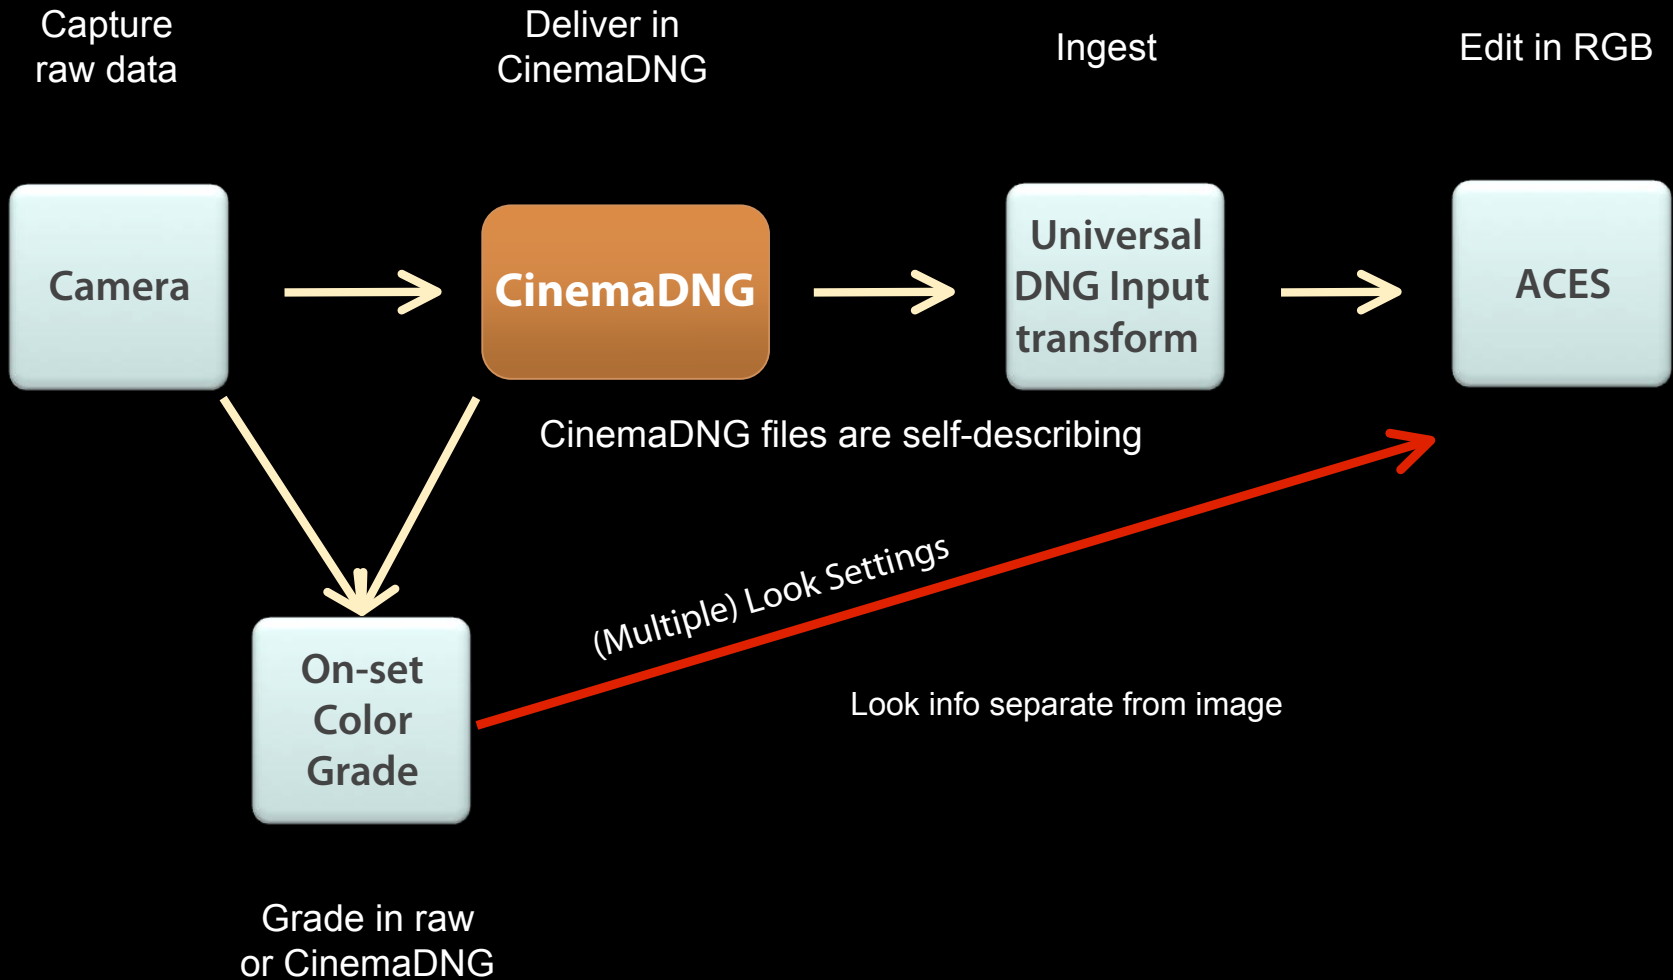 Capture
raw data
Deliver in
CinemaDNG
Ingest
Edit in RGB
Camera
CinemaDNG
Universal
DNG Input
transform
ACES
CinemaDNG files are self-describing
(Multiple) Look Settings
On-set
Color
Grade
Look info separate from image
Grade in raw
or CinemaDNG